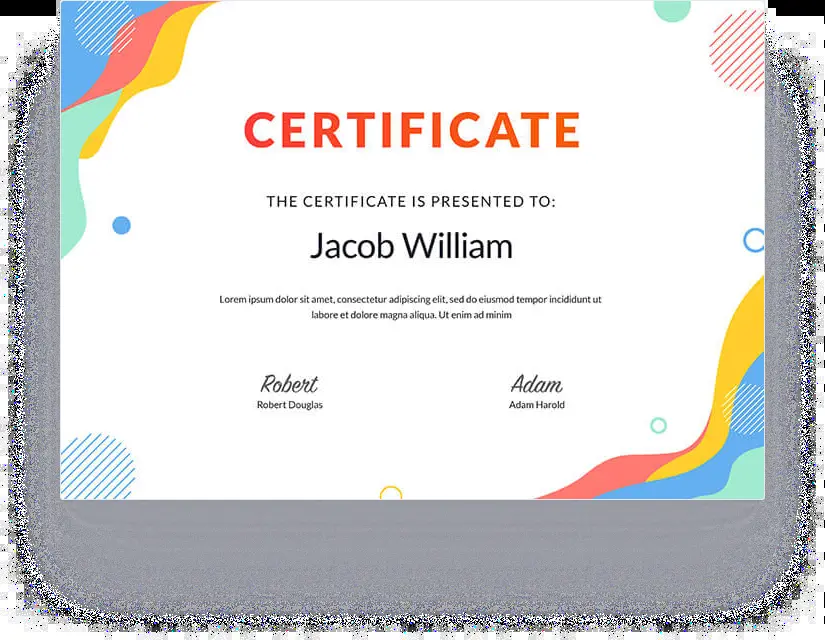 CERTIFICATE
THE CERTIFICATE IS PRESENTED TO:
Jacob William
Lorem ipsum dolor sit amet, consectetur adipiscing elit, sed do eiusmod tempor incididunt ut
labore et dolore magna aliqua. Ut enim ad minim
Robert Adam
Robert Douglas Adam Harold